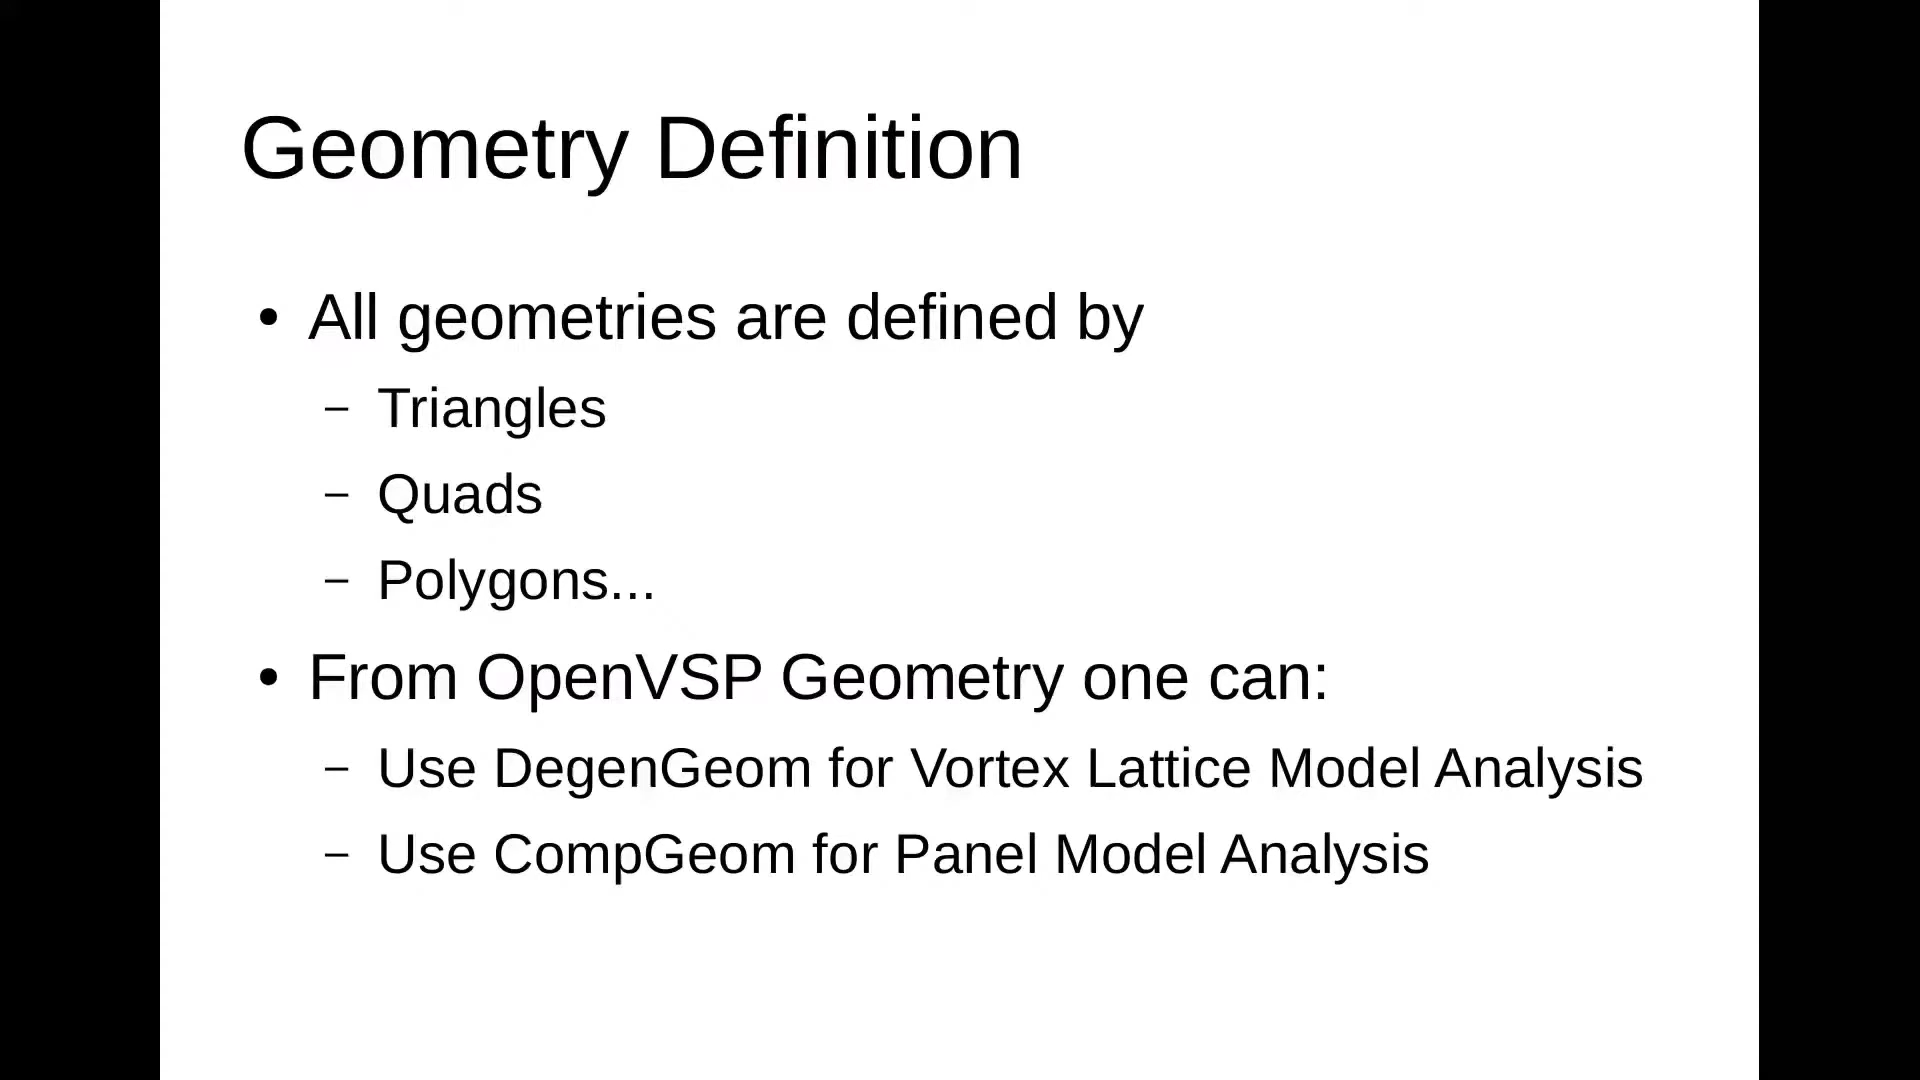 Geometry Definition
• All geometries are defined by
– Triangles
– Quads
– Polygons...
• From OpenVSP Geometry one can:
– Use DegenGeom for Vortex Lattice Model Analysis
– Use CompGeom for Panel Model Analysis